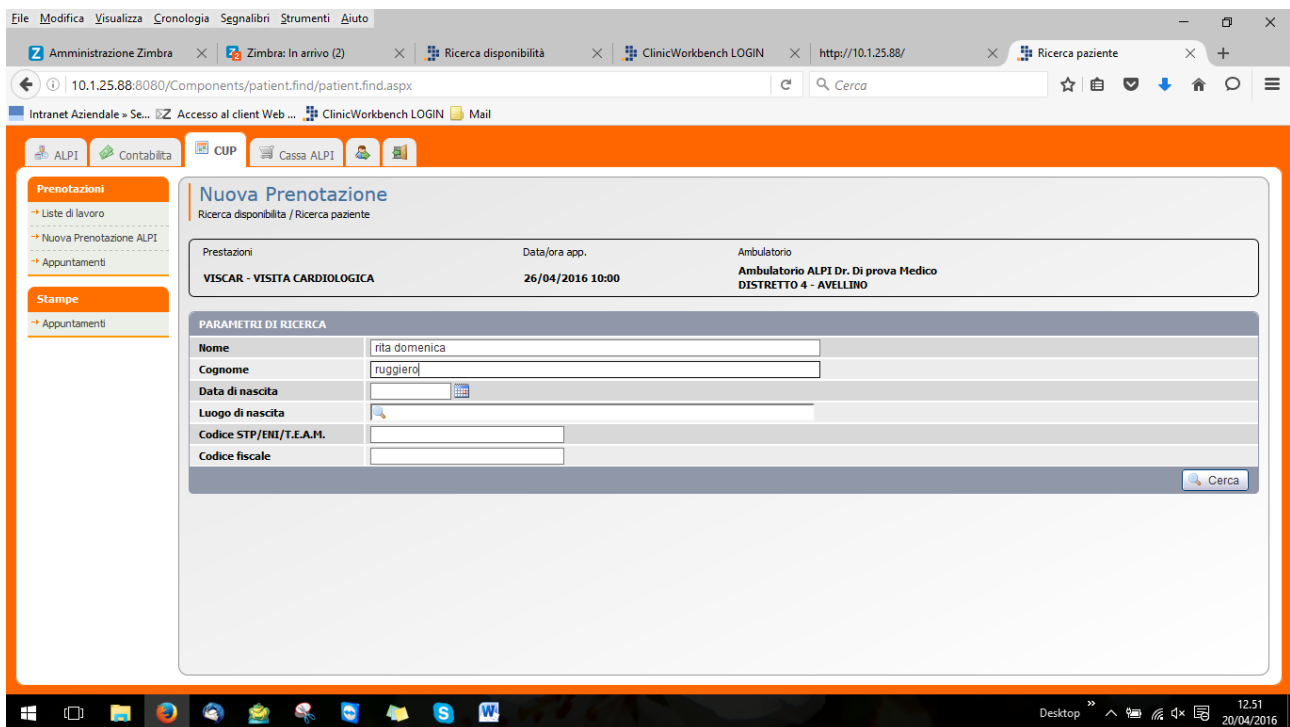 File Modifica Visualizza Cronologia Segnalibri Strumenti Aiuto
Amministrazione Zimbra
Zimbra: In arrivo (2)
Ricerca disponibilità
ClinicWorkbench LOGIN
http://10.1.25.88/
Ricerca paziente
10.1.25.88:8080/Components/patient.find/patient.find.aspx
Cerca
Intranet Aziendale » Se... Accesso al client Web ... ClinicWorkbench LOGIN Mail
ALPI Contabilita CUP Cassa ALPI
Prenotazioni
Liste di lavoro
Nuova Prenotazione ALPI
Appuntamenti
Stampe
Appuntamenti
Nuova Prenotazione
Ricerca disponibilita / Ricerca paziente
Prestazioni Data/ora app. Ambulatorio
VISCAR - VISITA CARDIOLOGICA 26/04/2016 10:00 Ambulatorio ALPI Dr. Di prova Medico
DISTRETTO 4 - AVELLINO
PARAMETRI DI RICERCA
Nome rita domenica
Cognome ruggiero
Data di nascita
Luogo di nascita
Codice STP/ENI/T.E.A.M.
Codice fiscale
Cerca
Desktop 12.51
20/04/2016